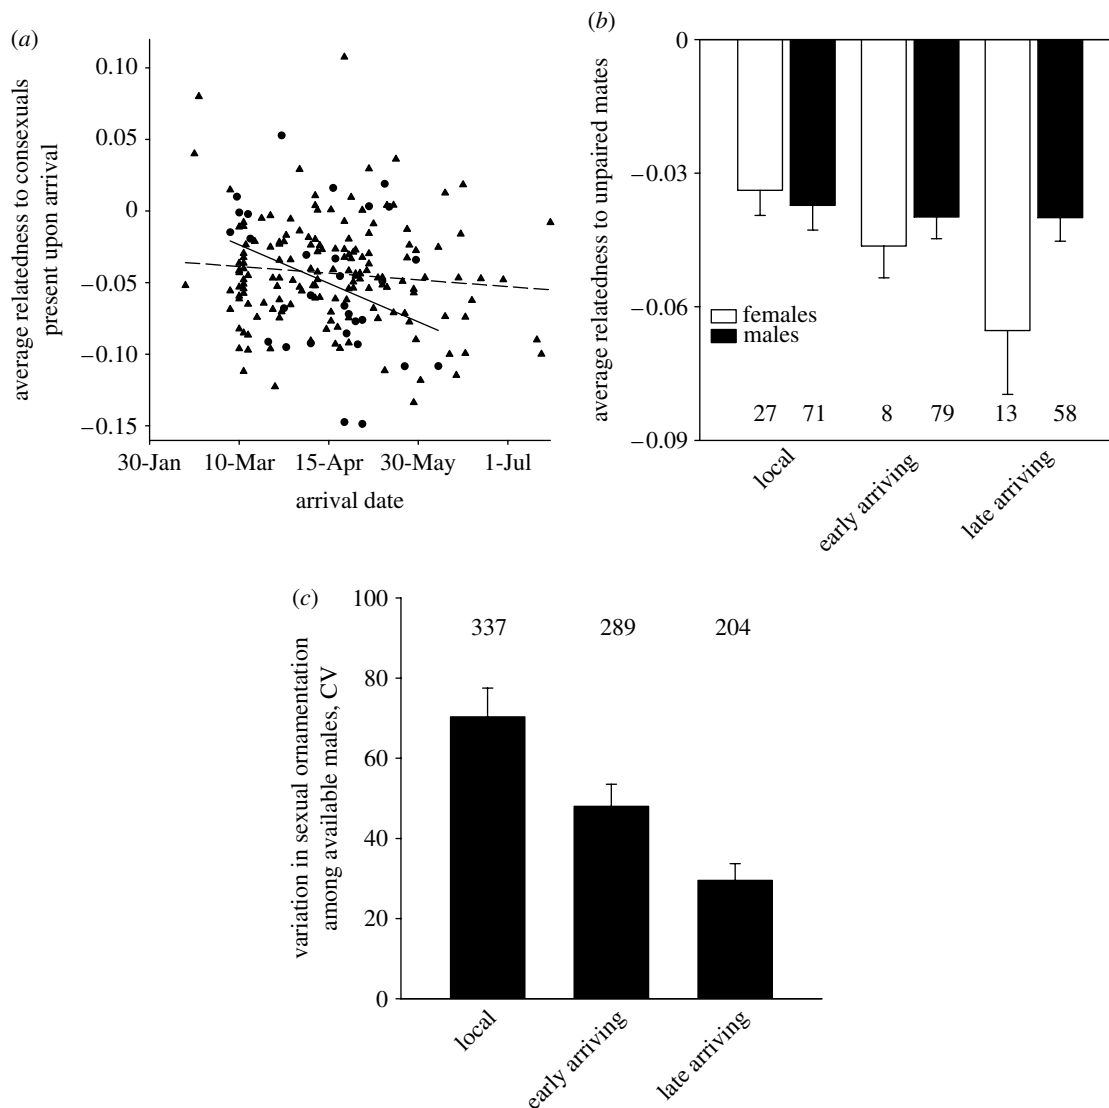 (a)
average relatedness to consexuals
present upon arrival
0.10
0.05
0
−0.05
−0.10
−0.15
30-Jan 10-Mar 15-Apr 30-May 1-Jul
arrival date
(b)
average relatedness to unpaired mates
0
−0.03
−0.06
−0.09
females
males
27 71 8 79 13 58
local
early arriving
late arriving
(c)
variation in sexual ornamentation
among available males, CV
100
80
60
40
20
0
337 289 204
local
early arriving
late arriving